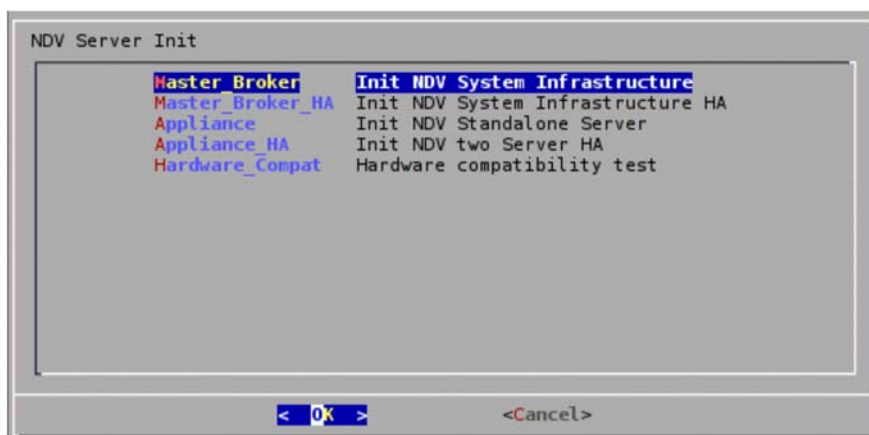 NDV Server Init
Master_Broker Init NDV System Infrastructure
Master_Broker_HA Init NDV System Infrastructure HA
Appliance Init NDV Standalone Server
Appliance_HA Init NDV two Server HA
Hardware_Compat Hardware compatibility test
< OK > <Cancel>